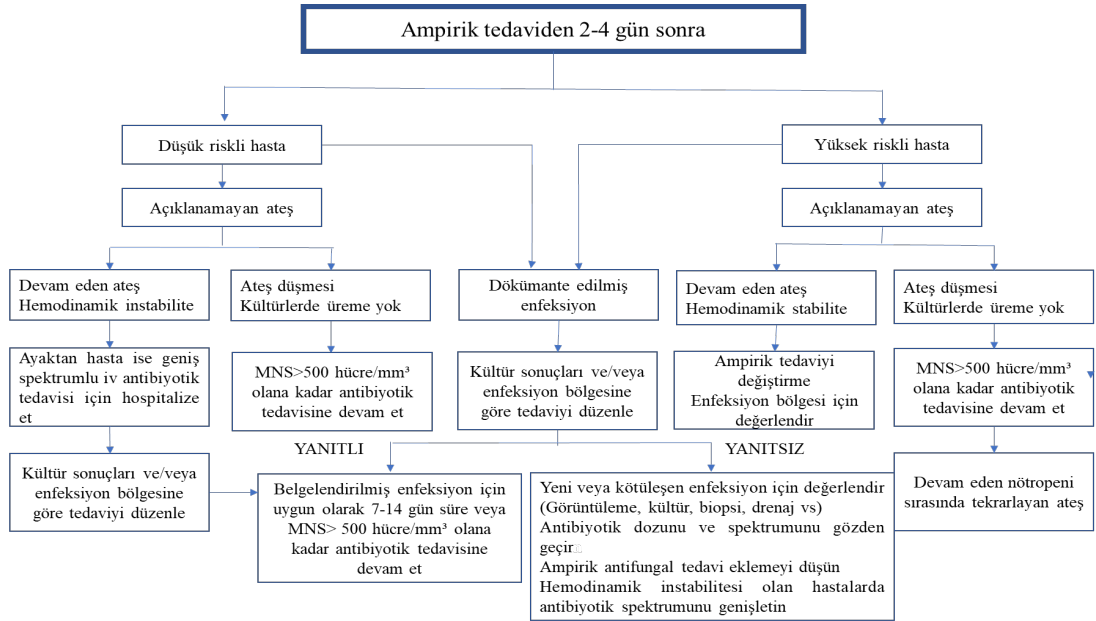 Ampirik tedaviden 2-4 gün sonra
Düşük riskli hasta
Yüksek riskli hasta
Açıklanamayan ateş
Açıklanamayan ateş
Devam eden ateş
Hemodinamik instabilite
Ateş düşmesi
Kültürlerde üreme yok
Dökümante edilmiş
enfeksiyon
Devam eden ateş
Hemodinamik stabilite
Ateş düşmesi
Kültürlerde üreme yok
Ayaktan hasta ise geniş
spektrumlu iv antibiyotik
tedavisi için hospitalize
et
MNS>500 hücre/mm³
olana kadar antibiyotik
tedavisine devam et
Kültür sonuçları ve/veya
enfeksiyon bölgesine
göre tedaviyi düzenle
Ampirik tedaviyi
değiştirme
Enfeksiyon bölgesi için
değerlendir
MNS>500 hücre/mm³
olana kadar antibiyotik
tedavisine devam et
YANITLI
YANITSIZ
Kültür sonuçları ve/veya
enfeksiyon bölgesine
göre tedaviyi düzenle
Belgelendirilmiş enfeksiyon için
uygun olarak 7-14 gün süre veya
MNS> 500 hücre/mm³ olana
kadar antibiyotik tedavisine
devam et
Yeni veya kötüleşen enfeksiyon için değerlendir
(Görüntüleme, kültür, biopsi, drenaj vs)
Antibiyotik dozunu ve spektrumunu gözden
geçir
Ampirik antifungal tedavi eklemeyi düşün
Hemodinamik instabilitesi olan hastalarda
antibiyotik spektrumunu genişletin
Devam eden nötropeni
sırasında tekrarlayan ateş